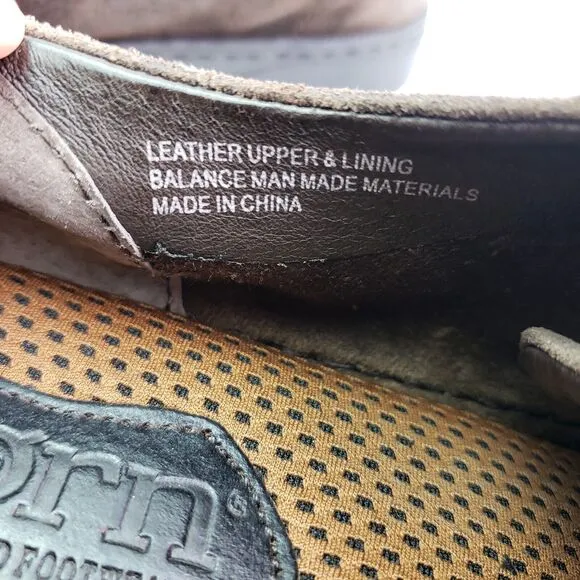 LEATHER UPPER & LINING
BALANCE MAN MADE MATERIALS
MADE IN CHINA